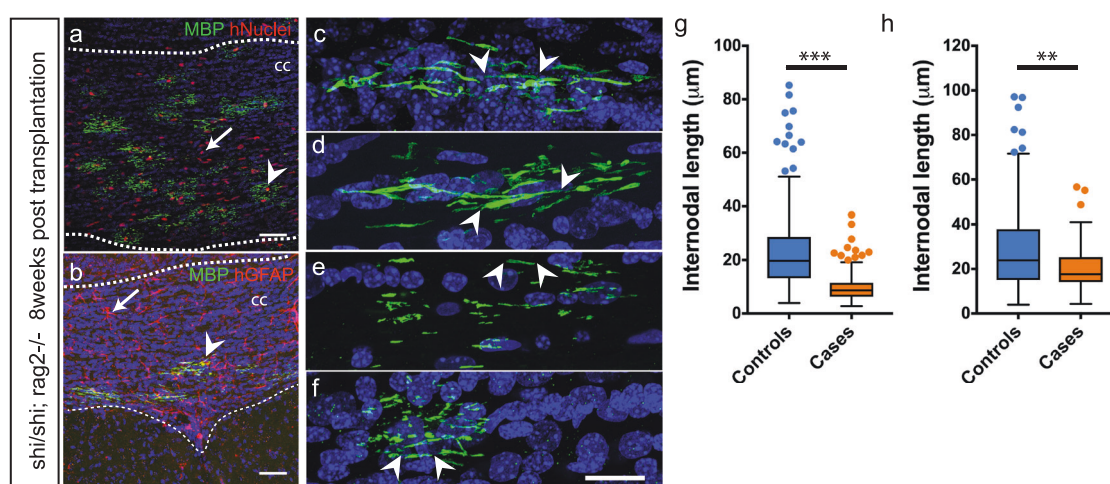 shi/shi; rag2-/- 8weeks post transplantation
a
MBP hNuclei
cc
b
MBP hGFAP
cc
c
d
e
f
g
Internodal length (μm)
100
80
60
40
20
0
***
Controls
Cases
h
Internodal length (μm)
120
100
80
60
40
20
0
**
Controls
Cases